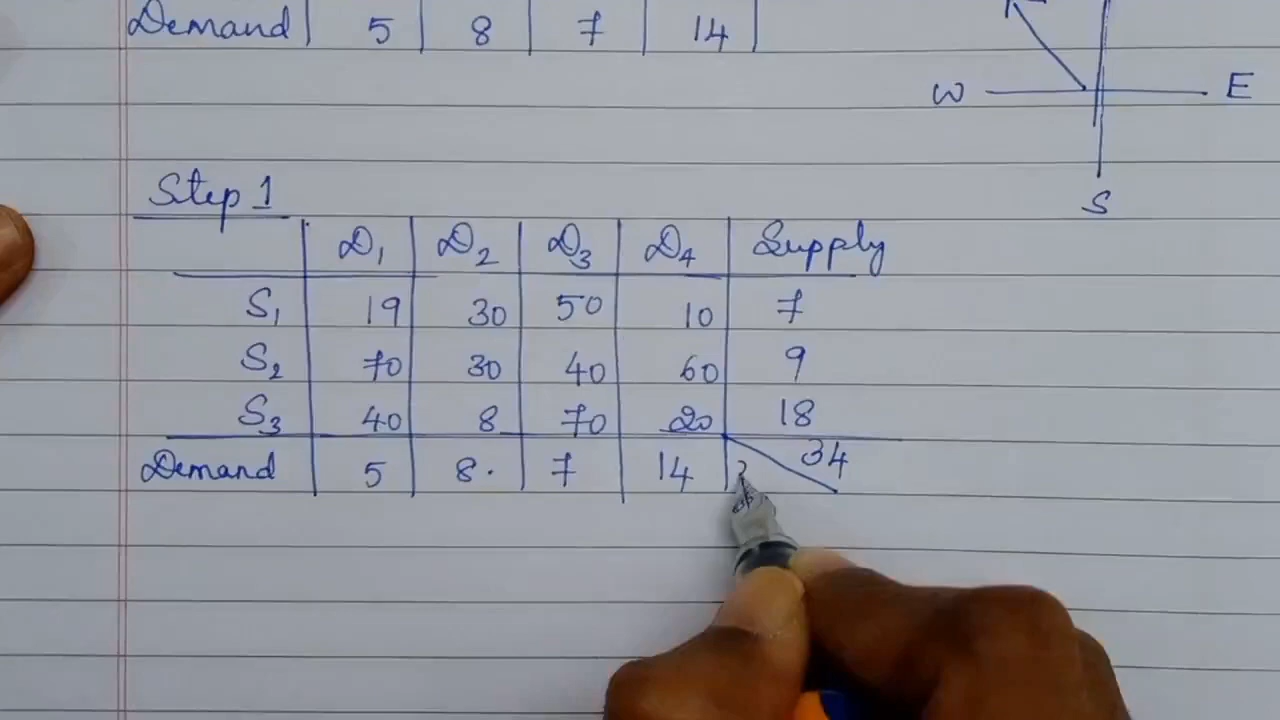 Demand 5 8 7 14
W E
S
Step 1
D1 D2 D3 D4 Supply
S1 19 30 50 10 7
S2 70 30 40 60 9
S3 40 8 70 20 18
Demand 5 8. 7 14 34